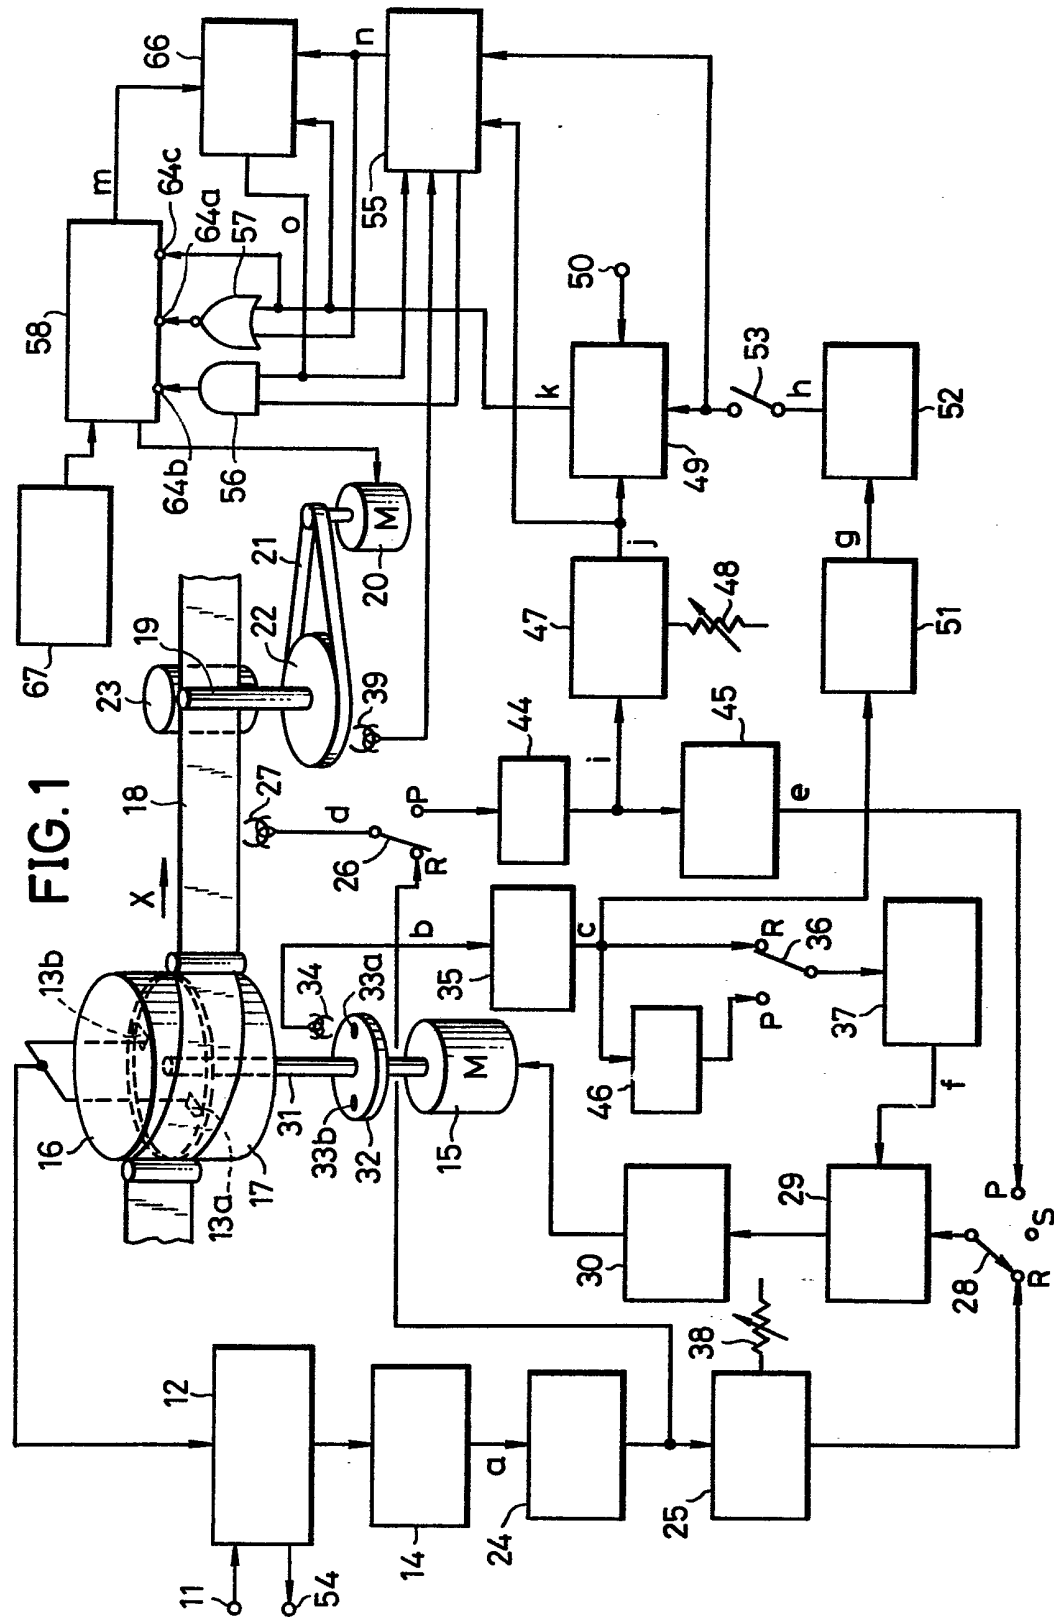 FIG. 1
11
54
12
14
a
24
25
38
16
13a
13b
17
31
33b
33a
32
34
15
M
30
29
28
R
S
P
f
37
36
R
P
46
35
b
c
X
18
27
d
26
R
P
44
i
45
e
23
19
22
39
21
20
M
47
48
j
51
g
52
h
53
49
50
k
67
58
64b
56
64a
57
64c
m
66
o
n
55